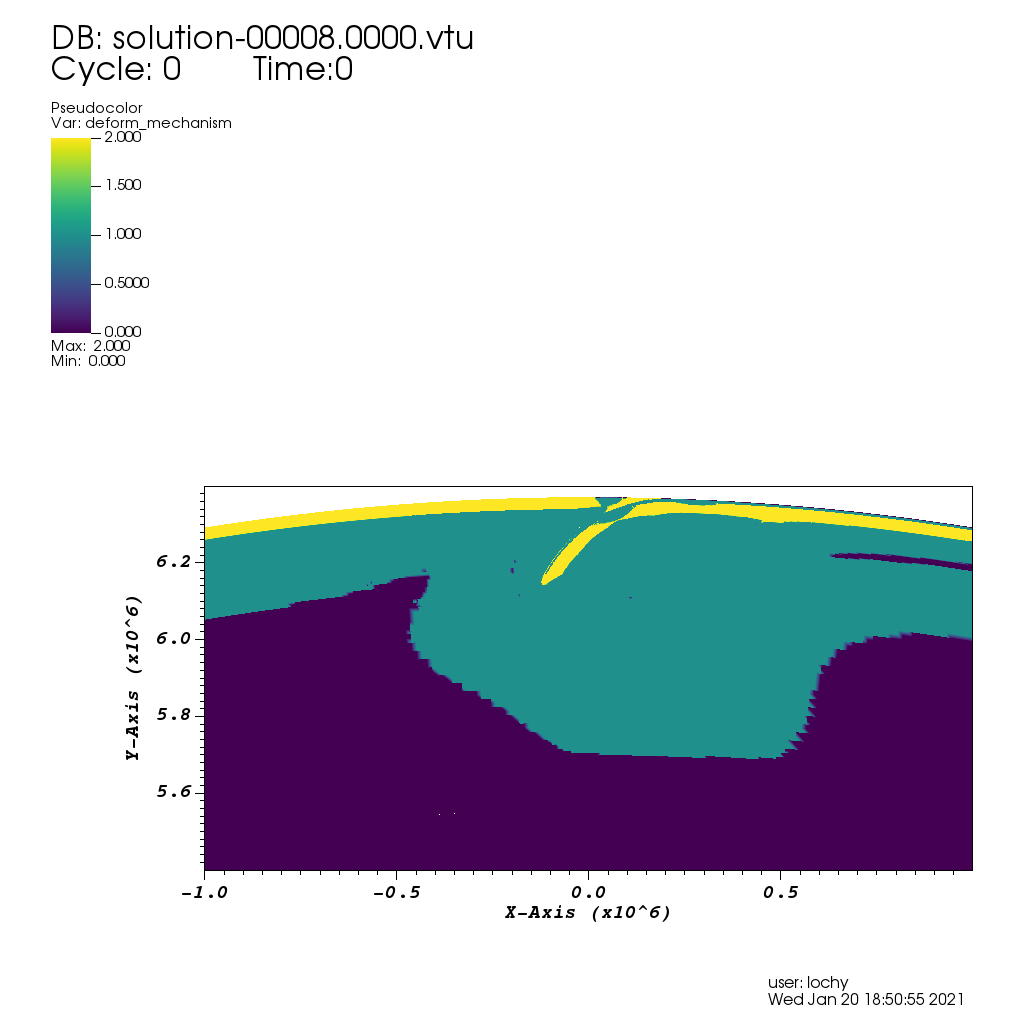 DB: solution-00008.0000.vtu
Cycle: 0 Time:0
Pseudocolor
Var: deform_mechanism
2.000
1.500
1.000
0.5000
0.000
Max: 2.000
Min: 0.000
6.2
6.0
5.8
5.6
Y-Axis (x10^6)
-1.0 -0.5 0.0 0.5
X-Axis (x10^6)
user: lochy
Wed Jan 20 18:50:55 2021